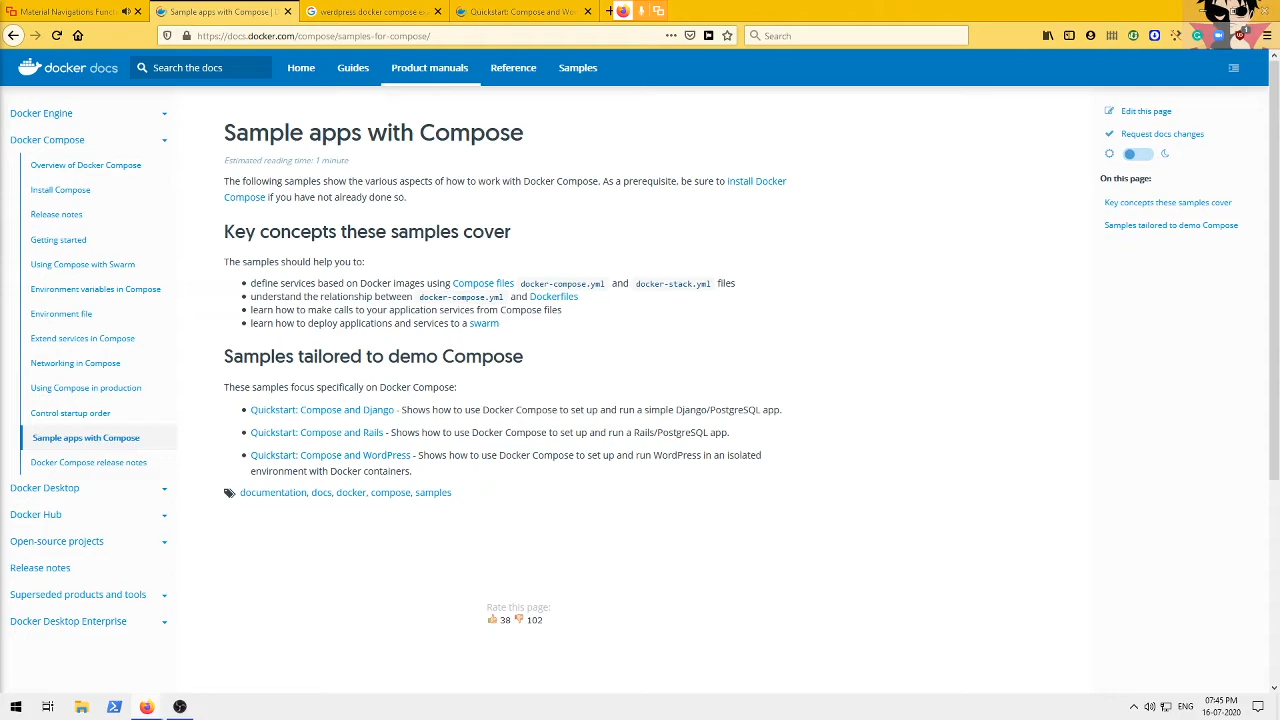 Material Navigations Funct
Sample apps with Compose | D
werdpress docker compose ex
Quickstart: Compose and Wor
https://docs.docker.com/compose/samples-for-compose/
Search
docker docs
Search the docs
Home
Guides
Product manuals
Reference
Samples
Docker Engine
Docker Compose
Overview of Docker Compose
Install Compose
Release notes
Getting started
Using Compose with Swarm
Environment variables in Compose
Environment file
Extend services in Compose
Networking in Compose
Using Compose in production
Control startup order
Sample apps with Compose
Docker Compose release notes
Docker Desktop
Docker Hub
Open-source projects
Release notes
Superseded products and tools
Docker Desktop Enterprise
Sample apps with Compose
Estimated reading time: 1 minute
The following samples show the various aspects of how to work with Docker Compose. As a prerequisite, be sure to install Docker
Compose if you have not already done so.
Key concepts these samples cover
The samples should help you to:
define services based on Docker images using Compose files docker-compose.yml and docker-stack.yml files
understand the relationship between docker-compose.yml and Dockerfiles
learn how to make calls to your application services from Compose files
learn how to deploy applications and services to a swarm
Samples tailored to demo Compose
These samples focus specifically on Docker Compose:
Quickstart: Compose and Django - Shows how to use Docker Compose to set up and run a simple Django/PostgreSQL app.
Quickstart: Compose and Rails - Shows how to use Docker Compose to set up and run a Rails/PostgreSQL app.
Quickstart: Compose and WordPress - Shows how to use Docker Compose to set up and run WordPress in an isolated
environment with Docker containers.
documentation, docs, docker, compose, samples
Rate this page:
38 102
Edit this page
Request docs changes
On this page:
Key concepts these samples cover
Samples tailored to demo Compose
ENG
07:45 PM
16-07-2020